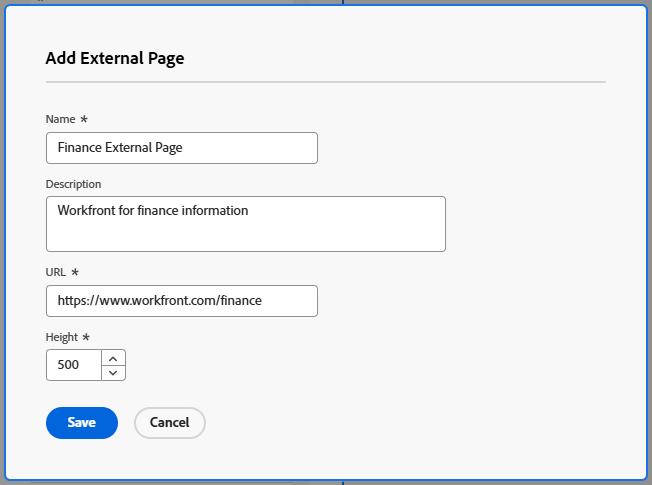 Add External Page
Name *
Finance External Page
Description
Workfront for finance information
URL *
https://www.workfront.com/finance
Height *
500
Save Cancel